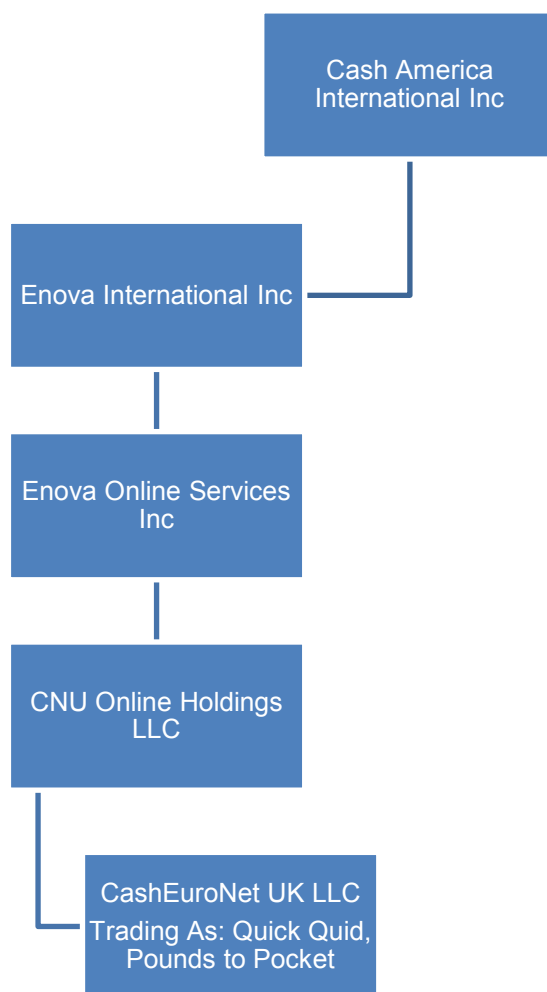 Cash America
International Inc
Enova International Inc
Enova Online Services
Inc
CNU Online Holdings
LLC
CashEuroNet UK LLC
Trading As: Quick Quid,
Pounds to Pocket